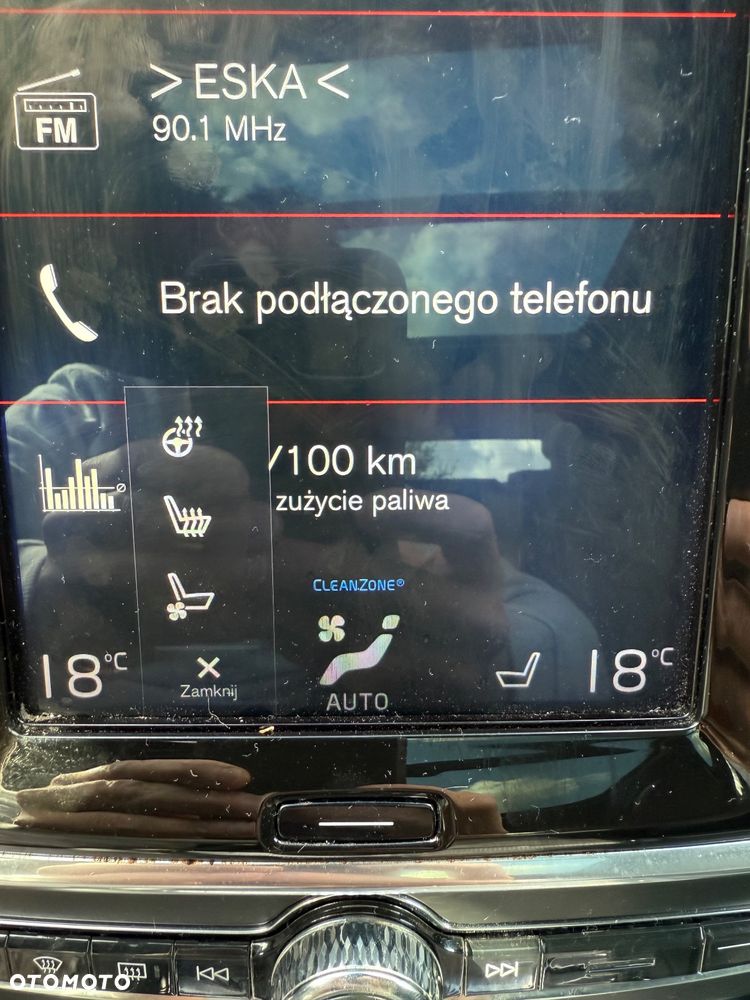 >ESKA<
FM
90.1 MHz
Brak podłączonego telefonu
/100 km
zużycie paliwa
CLEANZONE®
18°C
Zamknij
AUTO
18°C
OTOMOTO